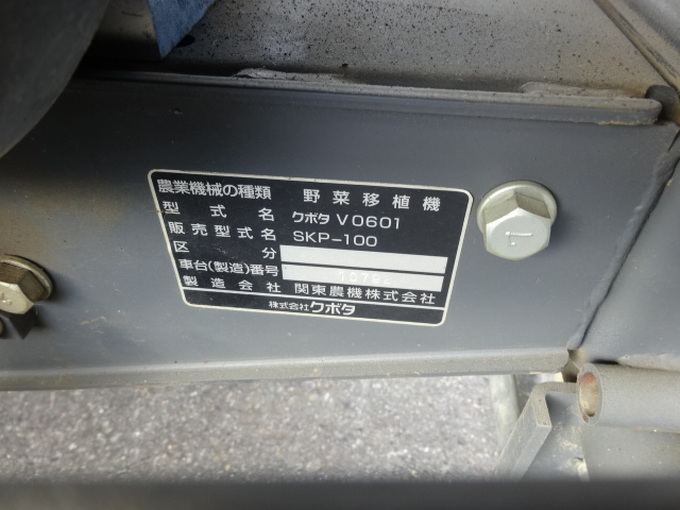 農業機械の種類 野菜移植機
型式名 クボタ V0601
販売型式名 SKP-100
区分
車台(製造)番号
製造会社 関東農機株式会社
株式会社クボタ